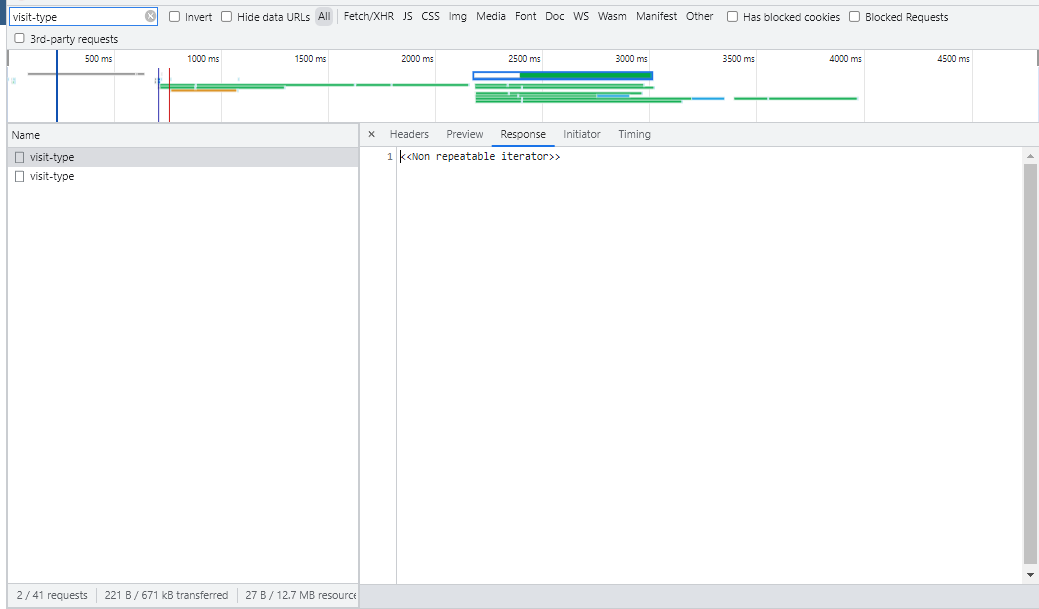 visit-type Invert Hide data URLs All Fetch/XHR JS CSS Img Media Font Doc WS Wasm Manifest Other Has blocked cookies Blocked Requests
3rd-party requests
500 ms 1000 ms 1500 ms 2000 ms 2500 ms 3000 ms 3500 ms 4000 ms 4500 ms
Name × Headers Preview Response Initiator Timing
visit-type 1 <<Non repeatable iterator>>
visit-type
2 / 41 requests 221 B / 671 kB transferred 27 B / 12.7 MB resource